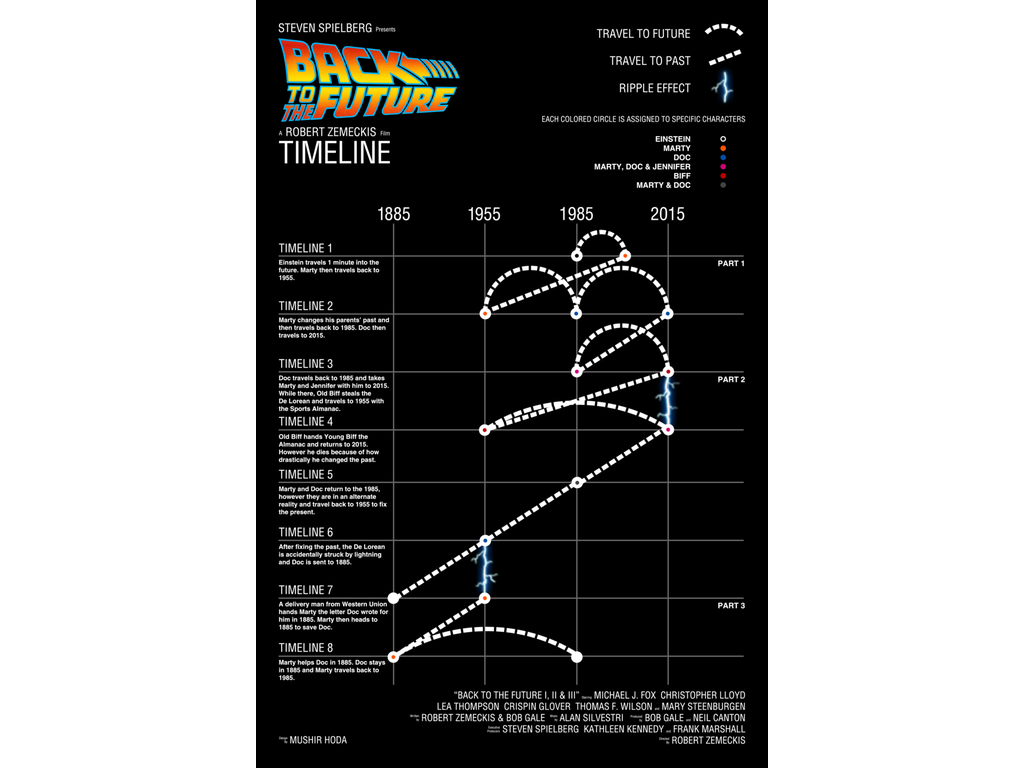 STEVEN SPIELBERG Presents
BACK
TO
THE FUTURE
A ROBERT ZEMECKIS Film
TIMELINE
TRAVEL TO FUTURE
TRAVEL TO PAST
RIPPLE EFFECT
EACH COLORED CIRCLE IS ASSIGNED TO SPECIFIC CHARACTERS
EINSTEIN
MARTY
DOC
MARTY, DOC & JENNIFER
BIFF
MARTY & DOC
1885 1955 1985 2015
TIMELINE 1
Einstein travels 1 minute into the
future. Marty then travels back to
1955.
PART 1
TIMELINE 2
Marty changes his parents' past and
then travels back to 1985. Doc then
travels to 2015.
TIMELINE 3
Doc travels back to 1985 and takes
Marty and Jennifer with him to 2015.
While there, Old Biff steals the
De Lorean and travels to 1955 with
the Sports Almanac.
PART 2
TIMELINE 4
Old Biff hands Young Biff the
Almanac and returns to 2015.
However he dies because of how
drastically he changed the past.
TIMELINE 5
Marty and Doc return to the 1985,
however they are in an alternate
reality and travel back to 1955 to fix
the present.
TIMELINE 6
After fixing the past, the De Lorean
is accidentally struck by lightning
and Doc is sent to 1885.
TIMELINE 7
A delivery man from Western Union
hands Marty the letter Doc wrote for
him in 1885. Marty then heads to
1885 to save Doc.
PART 3
TIMELINE 8
Marty helps Doc in 1885. Doc stays
in 1885 and Marty travels back to
1985.
"BACK TO THE FUTURE I, II & III" Starring MICHAEL J. FOX CHRISTOPHER LLOYD
LEA THOMPSON CRISPIN GLOVER THOMAS F. WILSON and MARY STEENBURGEN
Written by ROBERT ZEMECKIS & BOB GALE Music by ALAN SILVESTRI Produced by BOB GALE and NEIL CANTON
Executive Producers STEVEN SPIELBERG KATHLEEN KENNEDY and FRANK MARSHALL
Design by MUSHIR HODA
Directed By ROBERT ZEMECKIS